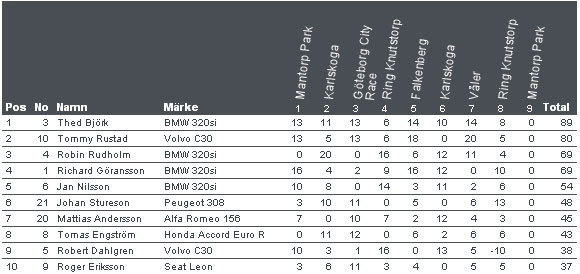 Mantorp Park Karlskoga Göteborg City Race Ring Knutstorp Falkenberg Karlskoga Våler Ring Knutstorp Mantorp Park
Pos No Namn Märke 1 2 3 4 5 6 7 8 9 Total
1 3 Thed Björk BMW 320si 13 11 13 6 14 10 14 8 0 89
2 10 Tommy Rustad Volvo C30 13 5 13 6 18 0 20 5 0 80
3 4 Robin Rudholm BMW 320si 0 20 0 16 6 12 11 4 0 69
4 1 Richard Göransson BMW 320si 16 4 2 9 16 12 0 10 0 69
5 6 Jan Nilsson BMW 320si 10 8 0 14 3 11 2 6 0 54
6 21 Johan Stureson Peugeot 308 3 10 11 0 5 0 6 13 0 48
7 20 Mattias Andersson Alfa Romeo 156 7 0 10 7 2 12 4 3 0 45
8 8 Tomas Engström Honda Accord Euro R 0 11 12 0 6 2 6 6 0 43
9 5 Robert Dahlgren Volvo C30 10 3 1 16 0 13 5 -10 0 38
10 9 Roger Eriksson Seat Leon 3 6 11 3 4 0 5 5 0 37